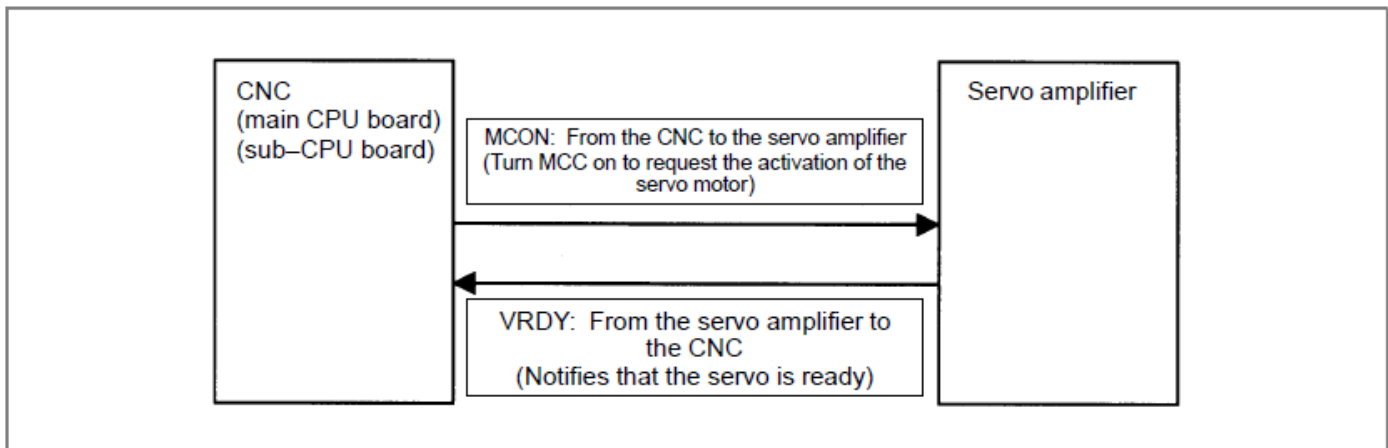 CNC
(main CPU board)
(sub–CPU board)
MCON:  From the CNC to the servo amplifier
(Turn MCC on to request the activation of the
servo motor)
VRDY:  From the servo amplifier to
the CNC
(Notifies that the servo is ready)
Servo amplifier